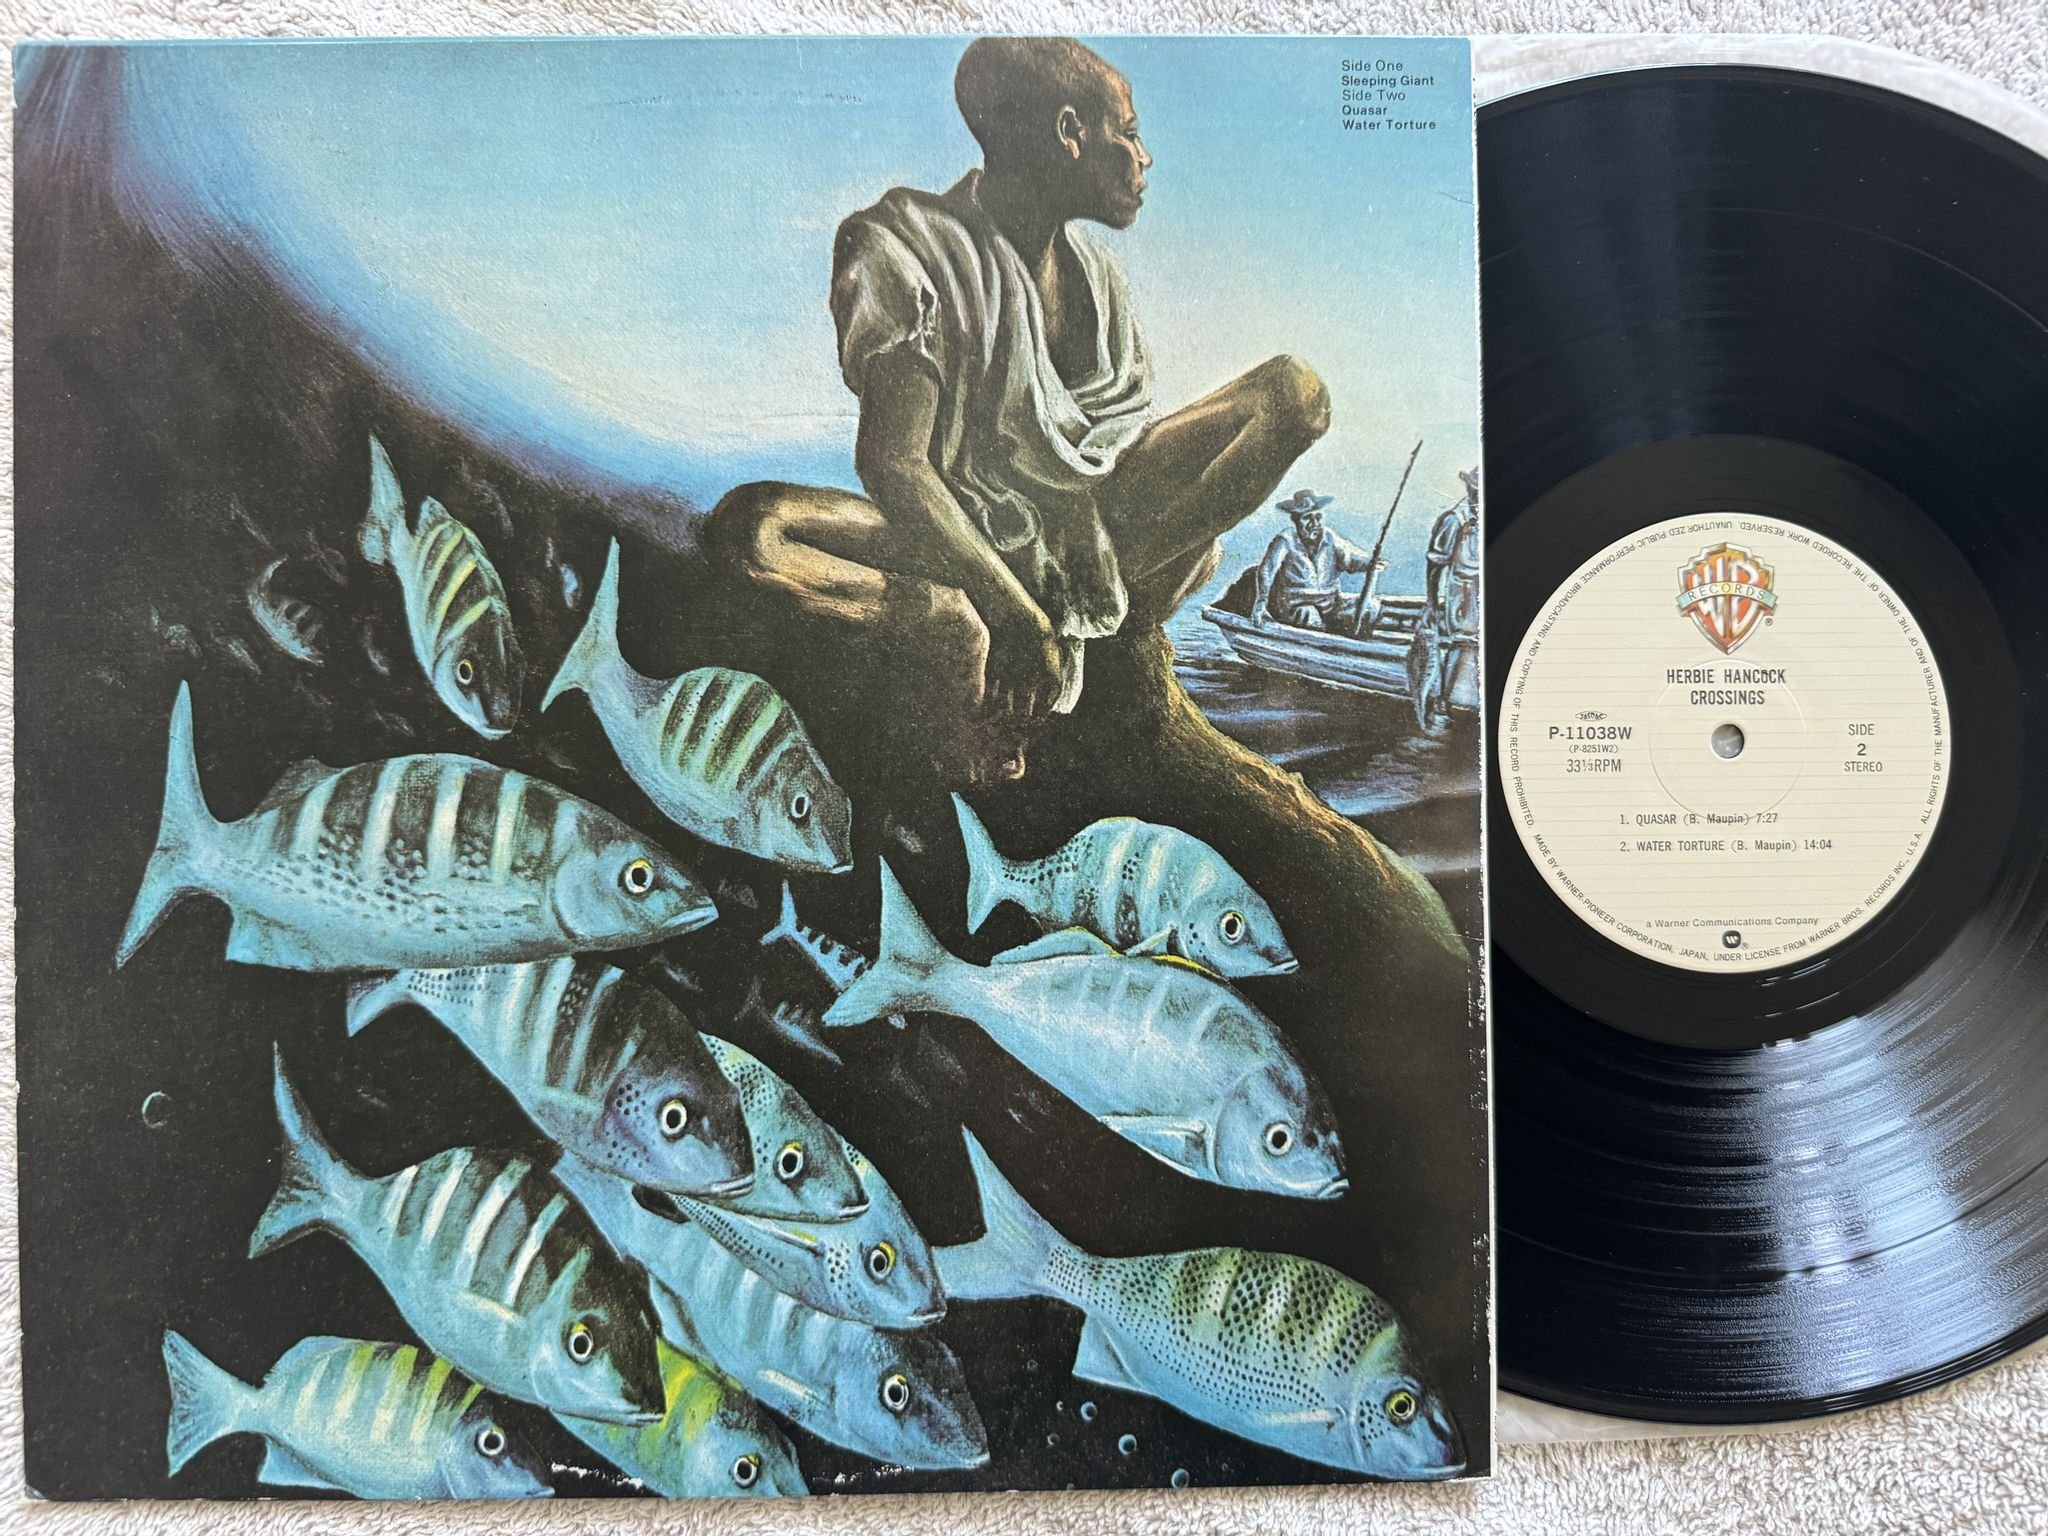 Side One
Sleeping Giant
Side Two
Quasar
Water Torture
WB
RECORDS
®
HERBIE HANCOCK
CROSSINGS
JASRAC
P-11038W
(P-8251W2)
33⅓RPM
SIDE
2
STEREO
1. QUASAR (B. Maupin) 7:27
2. WATER TORTURE (B. Maupin) 14:04
a Warner Communications Company
®
MADE BY WARNER-PIONEER CORPORATION, JAPAN, UNDER LICENSE FROM WARNER BROS. RECORDS INC., U.S.A. ALL RIGHTS OF THE MANUFACTURER AND OF THE OWNER OF THE RECORDED WORK RESERVED. UNAUTHORIZED PUBLIC PERFORMANCE BROADCASTING AND COPYING OF THIS RECORD PROHIBITED.